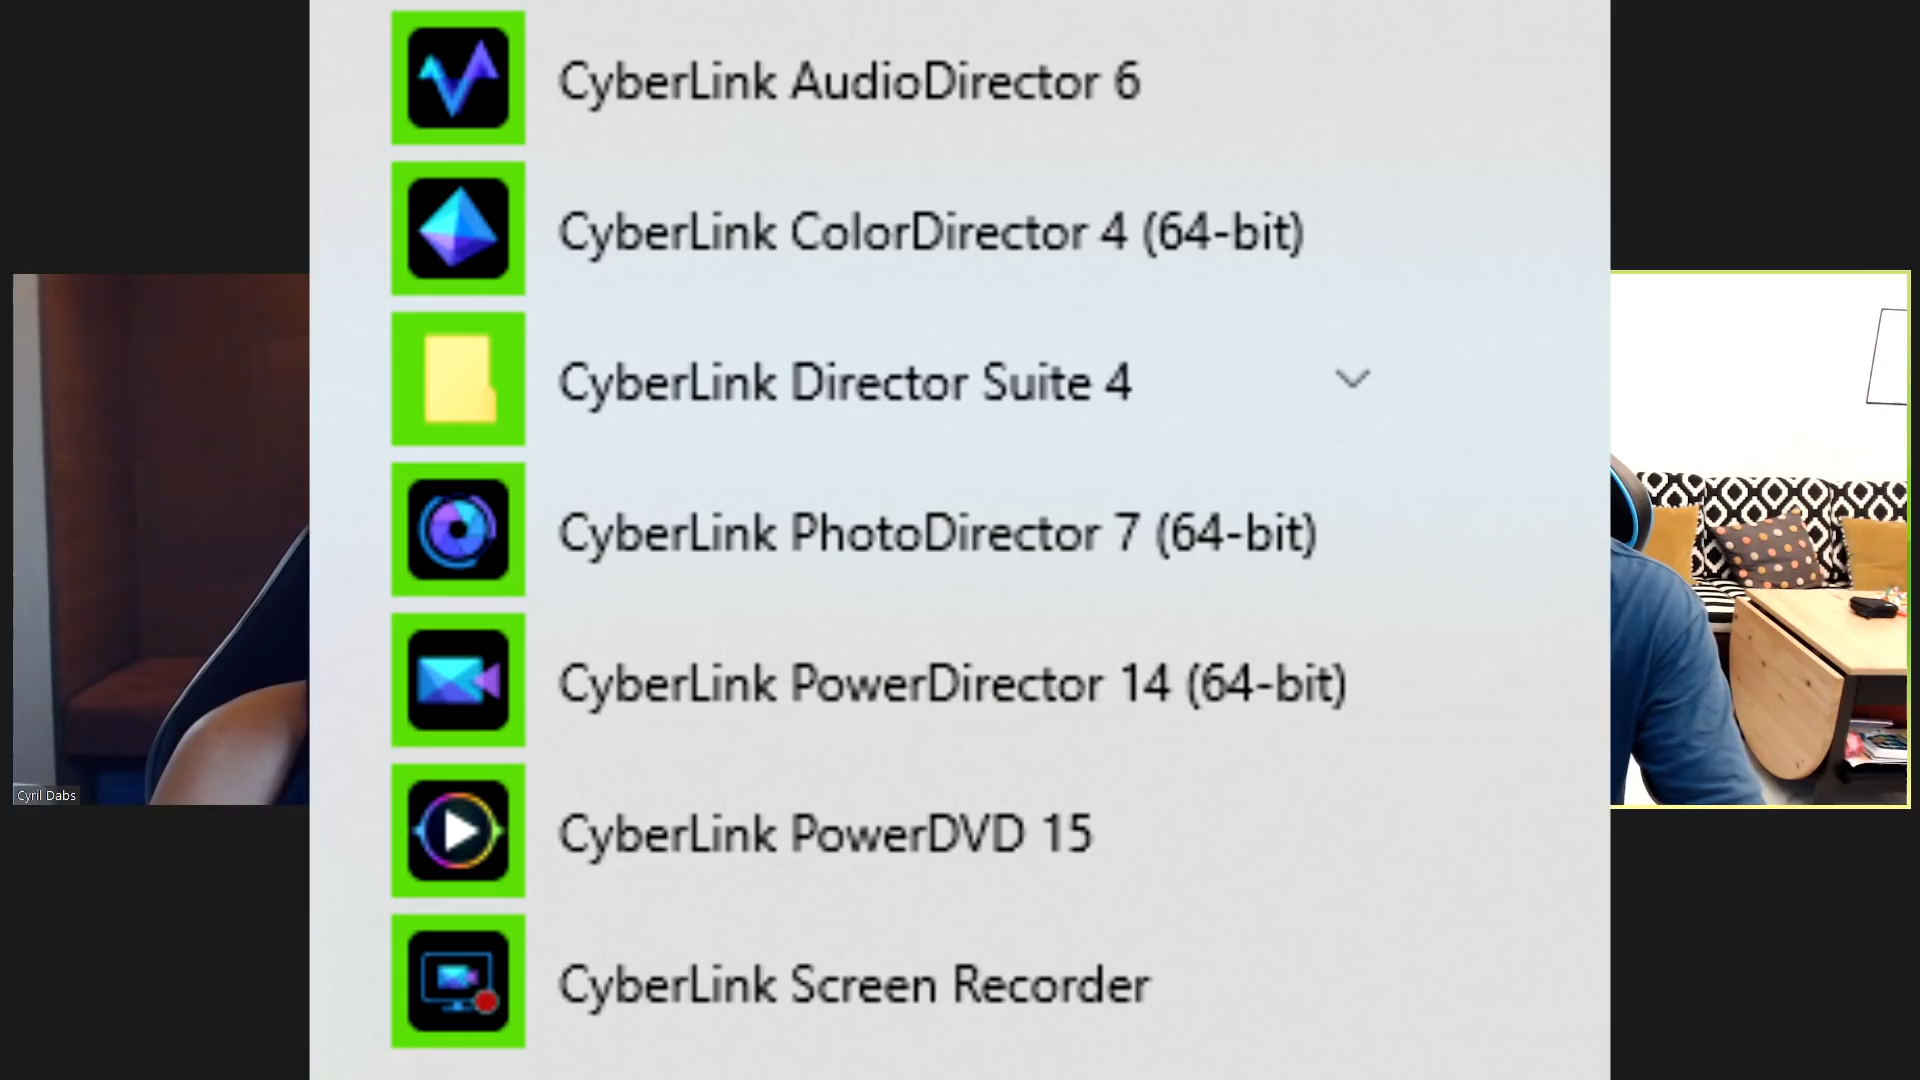 CyberLink AudioDirector 6
CyberLink ColorDirector 4 (64-bit)
CyberLink Director Suite 4
CyberLink PhotoDirector 7 (64-bit)
CyberLink PowerDirector 14 (64-bit)
CyberLink PowerDVD 15
CyberLink Screen Recorder
Cyril Dabs